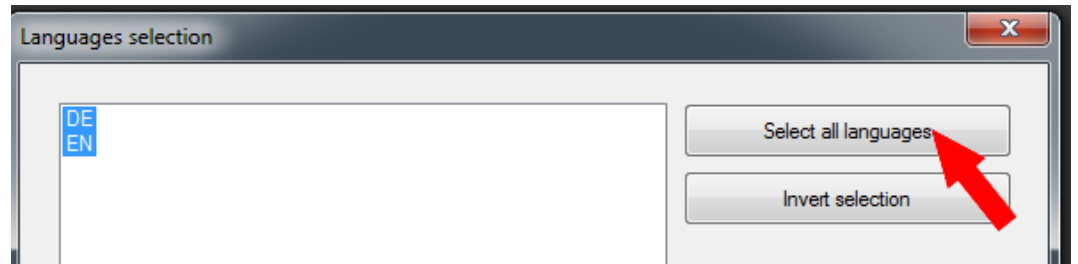 Languages selection
DE
EN
Select all languages
Invert selection